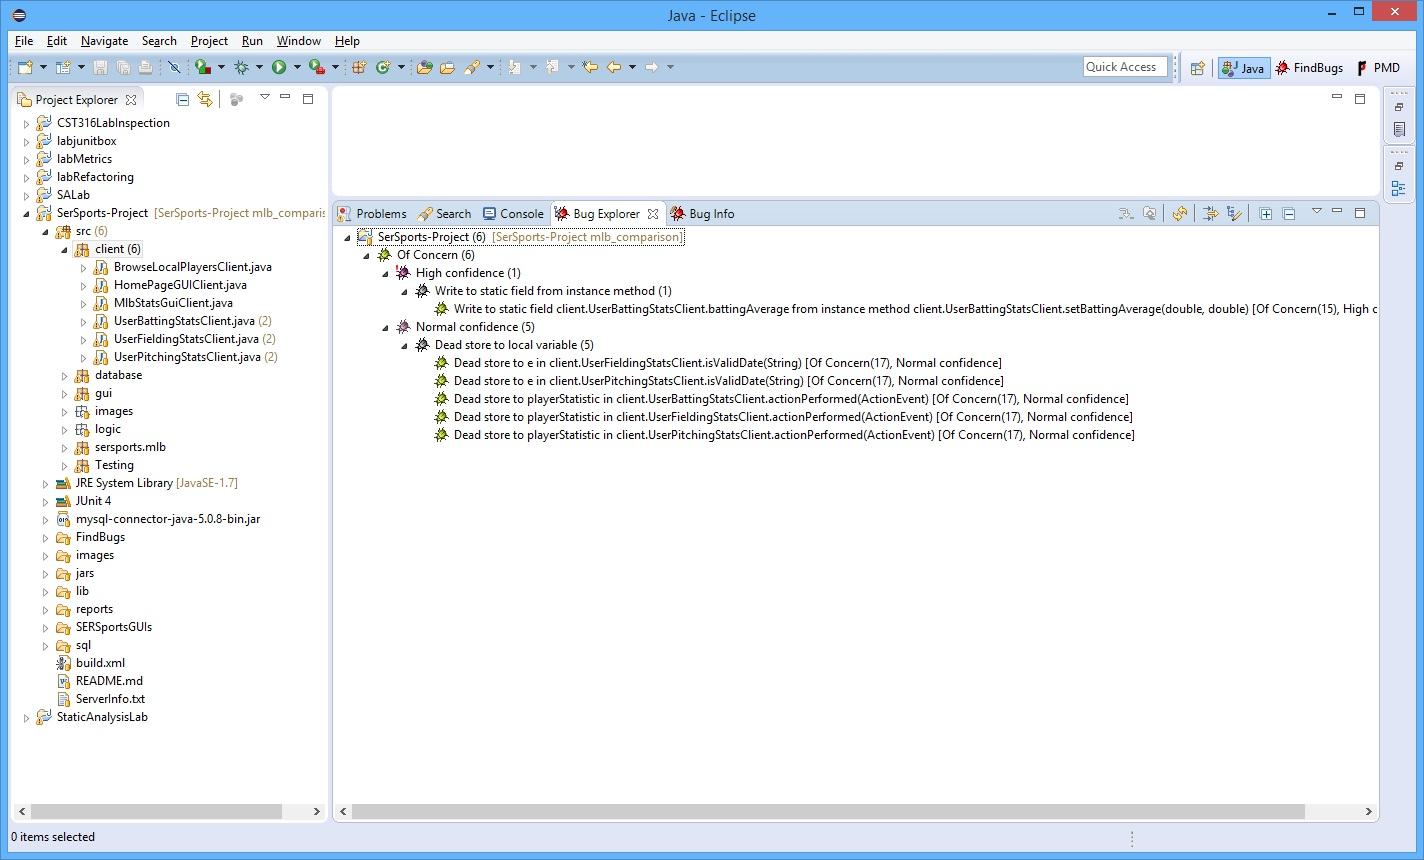 Java - Eclipse
File Edit Navigate Search Project Run Window Help
Quick Access Java FindBugs PMD
Project Explorer
CST316LabInspection
labjunitbox
labMetrics
labRefactoring
SALab
SerSports-Project [SerSports-Project mlb_comparis
src (6)
client (6)
BrowseLocalPlayersClient.java
HomePageGUIClient.java
MlbStatsGuiClient.java
UserBattingStatsClient.java (2)
UserFieldingStatsClient.java (2)
UserPitchingStatsClient.java (2)
database
gui
images
logic
sersports.mlb
Testing
JRE System Library [JavaSE-1.7]
JUnit 4
mysql-connector-java-5.0.8-bin.jar
FindBugs
images
jars
lib
reports
SERSportsGUIs
sql
build.xml
README.md
ServerInfo.txt
StaticAnalysisLab
Problems Search Console Bug Explorer Bug Info
SerSports-Project (6) [SerSports-Project mlb_comparison]
Of Concern (6)
High confidence (1)
Write to static field from instance method (1)
Write to static field client.UserBattingStatsClient.battingAverage from instance method client.UserBattingStatsClient.setBattingAverage(double, double) [Of Concern(15), High c
Normal confidence (5)
Dead store to local variable (5)
Dead store to e in client.UserFieldingStatsClient.isValidDate(String) [Of Concern(17), Normal confidence]
Dead store to e in client.UserPitchingStatsClient.isValidDate(String) [Of Concern(17), Normal confidence]
Dead store to playerStatistic in client.UserBattingStatsClient.actionPerformed(ActionEvent) [Of Concern(17), Normal confidence]
Dead store to playerStatistic in client.UserFieldingStatsClient.actionPerformed(ActionEvent) [Of Concern(17), Normal confidence]
Dead store to playerStatistic in client.UserPitchingStatsClient.actionPerformed(ActionEvent) [Of Concern(17), Normal confidence]
0 items selected